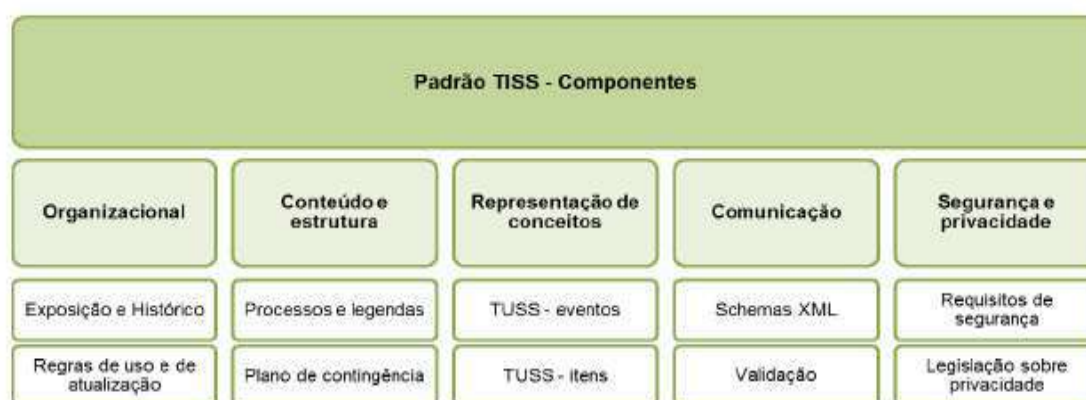 Padrão TISS - Componentes
Organizacional
Conteúdo e
estrutura
Representação de
conceitos
Comunicação
Segurança e
privacidade
Exposição e Histórico
Processos e legendas
TUSS - eventos
Schemas XML
Requisitos de
segurança
Regras de uso e de
atualização
Plano de contingência
TUSS - itens
Validação
Legislação sobre
privacidade